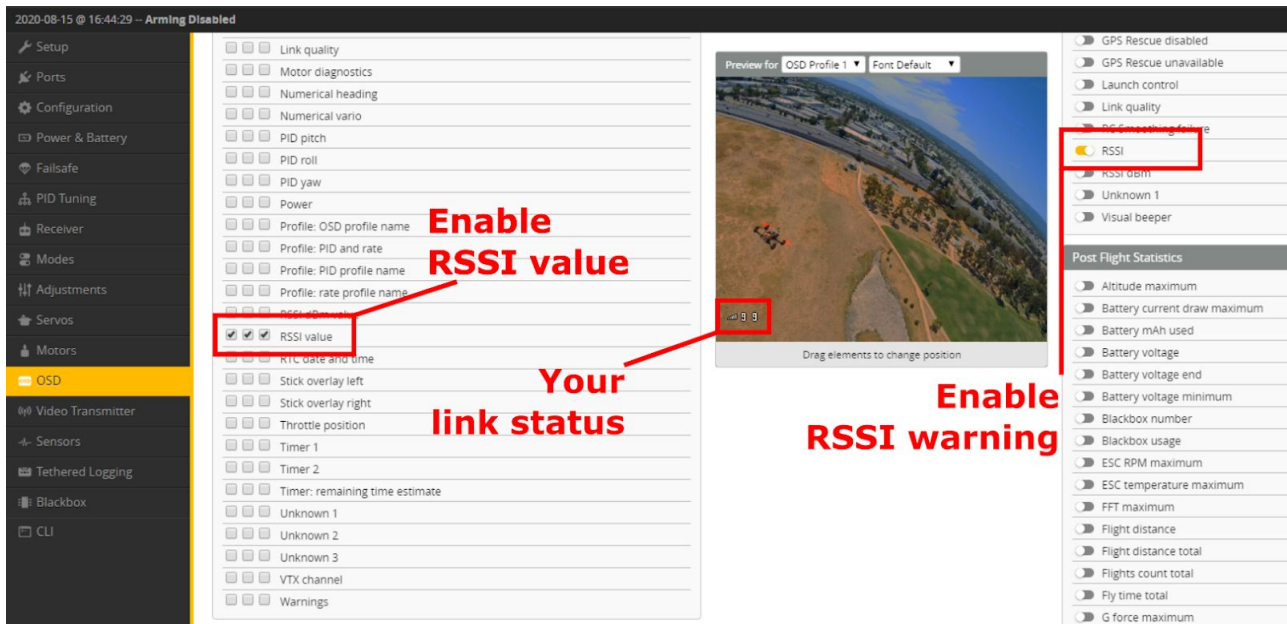 2020-08-15 @ 16:44:29 -- Arming Disabled
Setup
Ports
Configuration
Power & Battery
Failsafe
PID Tuning
Receiver
Modes
Adjustments
Servos
Motors
OSD
Video Transmitter
Sensors
Tethered Logging
Blackbox
CLI
Link quality
Motor diagnostics
Numerical heading
Numerical vario
PID pitch
PID roll
PID yaw
Power
Profile: OSD profile name
Profile: PID and rate
Profile: PID profile name
Profile: rate profile name
RSSI dBm value
RSSI value
RTC date and time
Stick overlay left
Stick overlay right
Throttle position
Timer 1
Timer 2
Timer: remaining time estimate
Unknown 1
Unknown 2
Unknown 3
VTX channel
Warnings
Enable
RSSI value
Preview for OSD Profile 1 Font Default
99
Drag elements to change position
Your
link status
Enable
RSSI warning
GPS Rescue disabled
GPS Rescue unavailable
Launch control
Link quality
RC Smoothing failure
RSSI
RSSI dBm
Unknown 1
Visual beeper
Post Flight Statistics
Altitude maximum
Battery current draw maximum
Battery mAh used
Battery voltage
Battery voltage end
Battery voltage minimum
Blackbox number
Blackbox usage
ESC RPM maximum
ESC temperature maximum
FFT maximum
Flight distance
Flight distance total
Flights count total
Fly time total
G force maximum